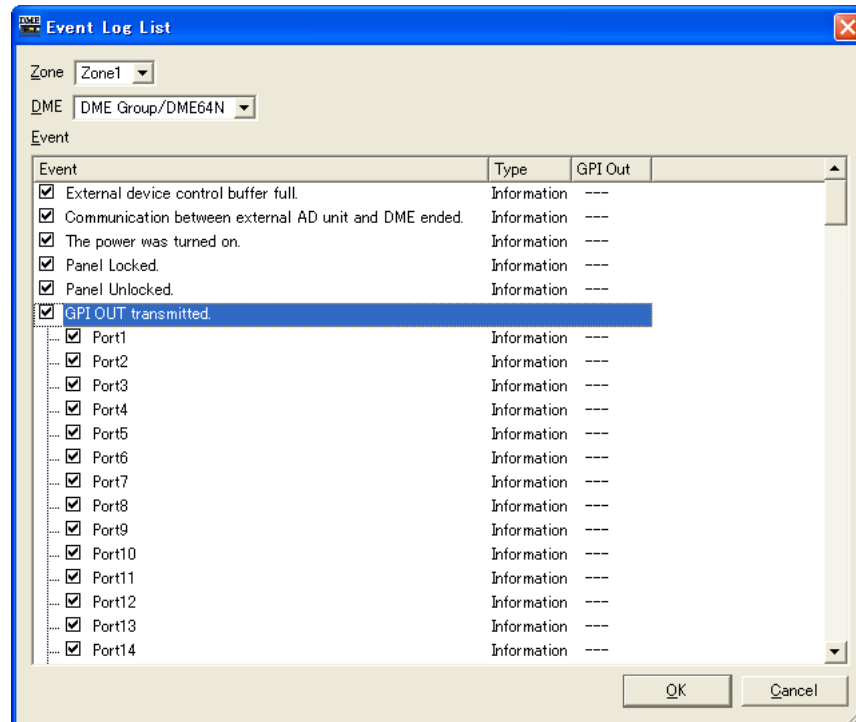 DME Event Log List
Zone Zone1
DME DME Group/DME64N
Event
Event Type GPI Out
External device control buffer full. Information ---
Communication between external AD unit and DME ended. Information ---
The power was turned on. Information ---
Panel Locked. Information ---
Panel Unlocked. Information ---
GPI OUT transmitted.
Port1 Information ---
Port2 Information ---
Port3 Information ---
Port4 Information ---
Port5 Information ---
Port6 Information ---
Port7 Information ---
Port8 Information ---
Port9 Information ---
Port10 Information ---
Port11 Information ---
Port12 Information ---
Port13 Information ---
Port14 Information ---
OK Cancel